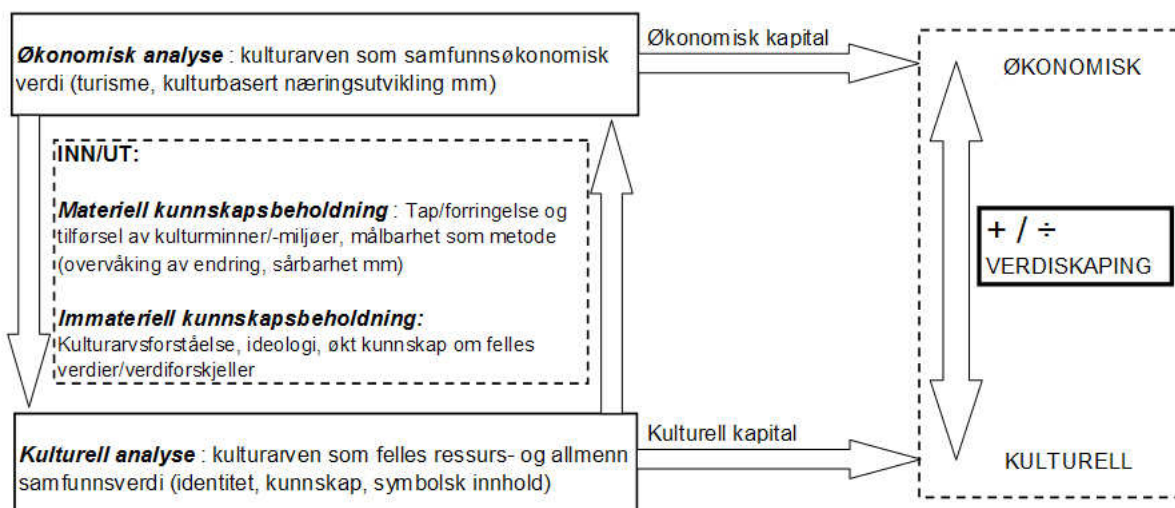 Økonomisk analyse : kulturarven som samfunnsøkonomisk
verdi (turisme, kulturbasert næringsutvikling mm)
Økonomisk kapital
ØKONOMISK
INN/UT:
Materiell kunnskapsbeholdning : Tap/forringelse og
tilførsel av kulturminner/-miljøer, målbarhet som metode
(overvåking av endring, sårbarhet mm)
Immateriell kunnskapsbeholdning:
Kulturarvsforståelse, ideologi, økt kunnskap om felles
verdier/verdiforskjeller
+ / ÷
VERDISKAPING
Kulturell analyse : kulturarven som felles ressurs- og allmenn
samfunnsverdi (identitet, kunnskap, symbolsk innhold)
Kulturell kapital
KULTURELL